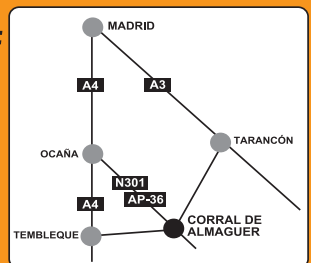 MADRID
A4
A3
TARANCÓN
OCAÑA
N301
AP-36
A4
CORRAL DE
ALMAGUER
TEMBLEQUE